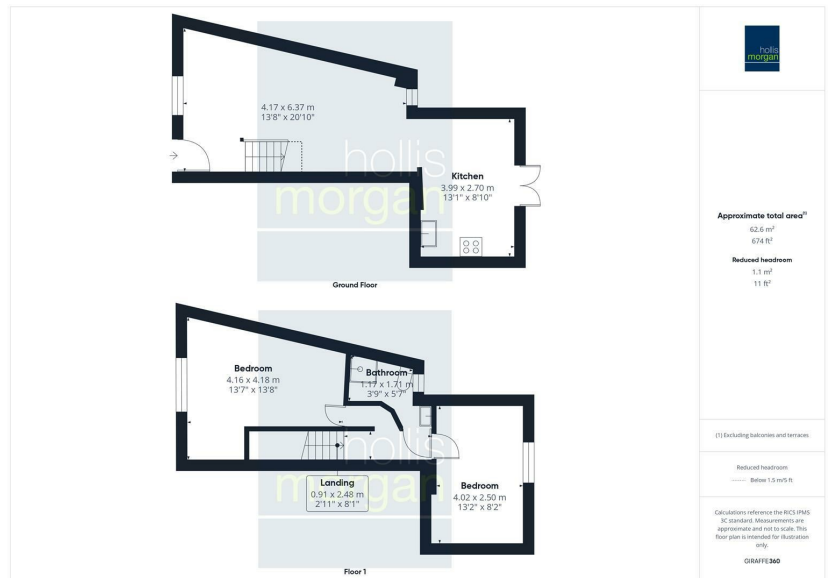 4.17 x 6.37 m
13'8" x 20'10"
Kitchen
3.99 x 2.70 m
13'1" x 8'10"
hollis
morgan
Ground Floor
Bedroom
4.16 x 4.18 m
13'7" x 13'8"
Bathroom
1.17 x 1.71 m
3'9" x 5'7"
hollis
morgan
Landing
0.91 x 2.48 m
2'11" x 8'1"
Bedroom
4.02 x 2.50 m
13'2" x 8'2"
Floor 1
hollis
morgan
Approximate total area(1)
62.6 m²
674 ft²
Reduced headroom
1.1 m²
11 ft²
(1) Excluding balconies and terraces
Reduced headroom
Below 1.5 m/5 ft
Calculations reference the RICS IPMS
3C standard. Measurements are
approximate and not to scale. This
floor plan is intended for illustration
only.
GIRAFFE360